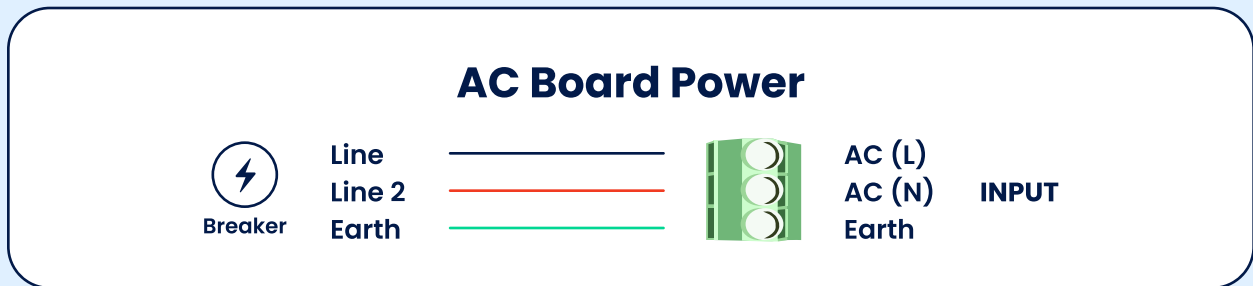 AC Board Power
Line AC (L)
Line 2 AC (N) INPUT
Breaker Earth Earth